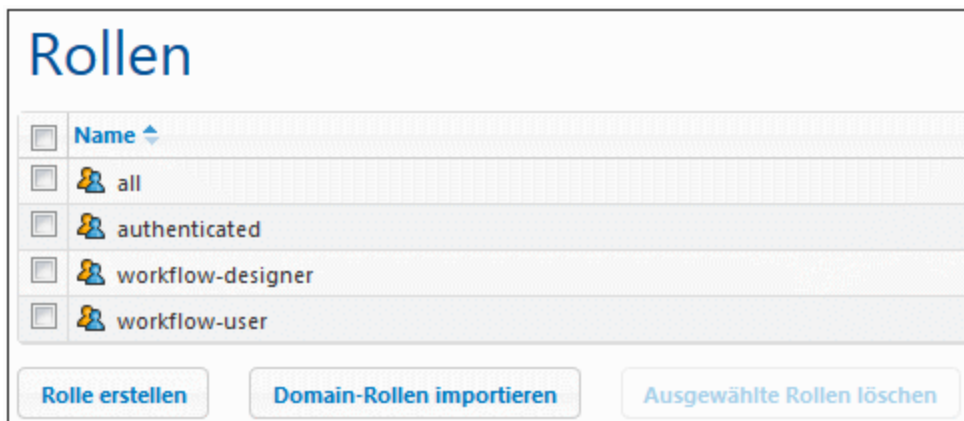 Rollen
Name
all
authenticated
workflow-designer
workflow-user
Rolle erstellen Domain-Rollen importieren Ausgewählte Rollen löschen